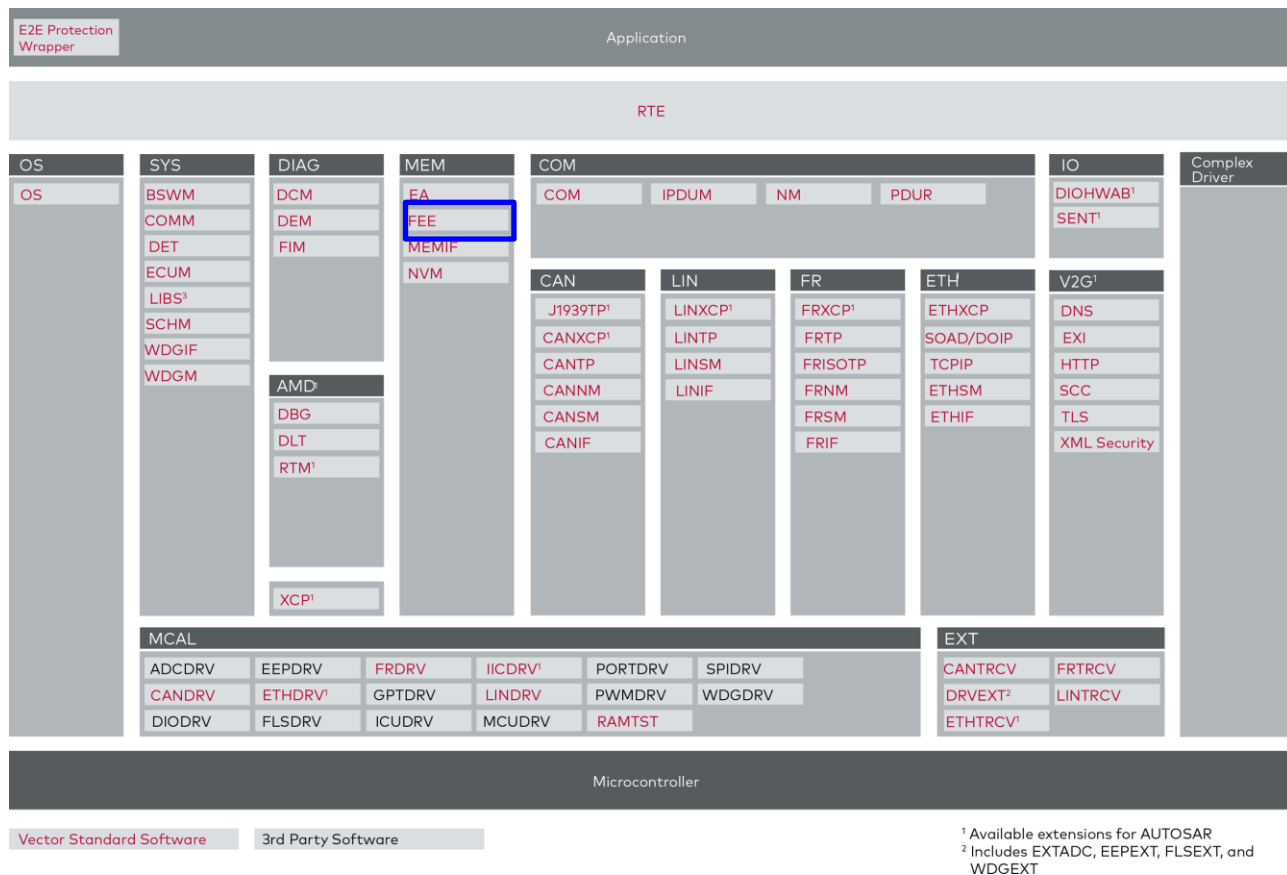 E2E Protection
Wrapper
Application
RTE
OS
OS
SYS
BSWM
COMM
DET
ECUM
LIBS³
SCHM
WDGIF
WDGM
DIAG
DCM
DEM
FIM
AMD¹
DBG
DLT
RTM¹
XCP¹
MEM
EA
FEE
MEMIF
NVM
COM
COM
IPDUM
NM
PDUR
CAN
J1939TP¹
CANXCP¹
CANTP
CANNM
CANSM
CANIF
LIN
LINXCP¹
LINTP
LINSM
LINIF
FR
FRXCP¹
FRTP
FRISOTP
FRNM
FRSM
FRIF
ETH¹
ETHXCP
SOAD/DOIP
TCPIP
ETHSM
ETHIF
IO
DIOHWAB¹
SENT¹
V2G¹
DNS
EXI
HTTP
SCC
TLS
XML Security
Complex
Driver
MCAL
ADCDRV EEPDRV FRDRV IICDRV¹ PORTDRV SPIDRV
CANDRV ETHDRV¹ GPTDRV LINDRV PWMDRV WDGDRV
DIODRV FLSDRV ICUDRV MCUDRV RAMTST
EXT
CANTRCV FRTRCV
DRVEXT² LINTRCV
ETHTRCV¹
Microcontroller
Vector Standard Software
3rd Party Software
¹ Available extensions for AUTOSAR
² Includes EXTADC, EEPEXT, FLSEXT, and
WDGEXT